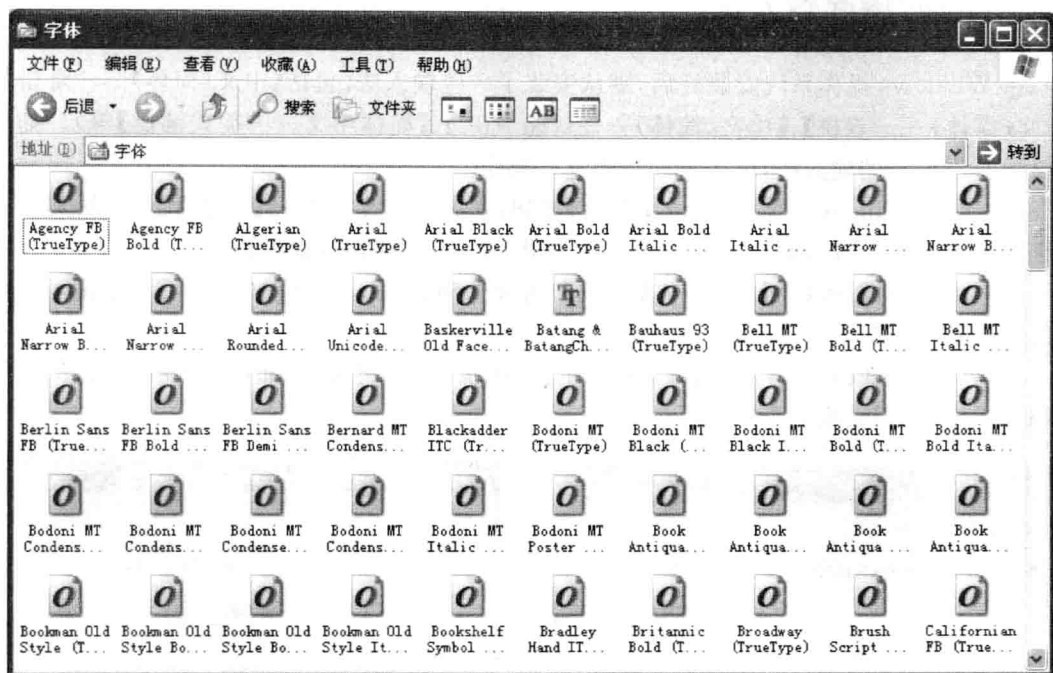 字体
文件(F) 编辑(E) 查看(V) 收藏(A) 工具(T) 帮助(H)
后退 搜索 文件夹 AB
地址(D) 字体 转到
Agency FB Agency FB Algerian Arial Arial Black Arial Bold Arial Bold Arial Arial Arial
(TrueType) Bold (T... (TrueType) (TrueType) (TrueType) (TrueType) Italic ... Italic ... Narrow ... Narrow B...
Arial Arial Arial Arial Baskerville Batang & Bauhaus 93 Bell MT Bell MT Bell MT
Narrow B... Narrow ... Rounded... Unicode... Old Face... BatangCh... (TrueType) (TrueType) Bold (T... Italic ...
Berlin Sans Berlin Sans Berlin Sans Bernard MT Blackadder Bodoni MT Bodoni MT Bodoni MT Bodoni MT Bodoni MT
FB (True... FB Bold ... FB Demi ... Condens... ITC (Tr... (TrueType) Black (... Black I... Bold (T... Bold Ita...
Bodoni MT Bodoni MT Bodoni MT Bodoni MT Bodoni MT Bodoni MT Book Book Book Book
Condens... Condens... Condense... Condens... Italic ... Poster ... Antiqua... Antiqua... Antiqua ... Antiqua...
Bookman Old Bookman Old Bookman Old Bookman Old Bookshelf Bradley Britannic Broadway Brush Californian
Style (T... Style Bo... Style Bo... Style It... Symbol ... Hand IT... Bold (T... (TrueType) Script ... FB (True...